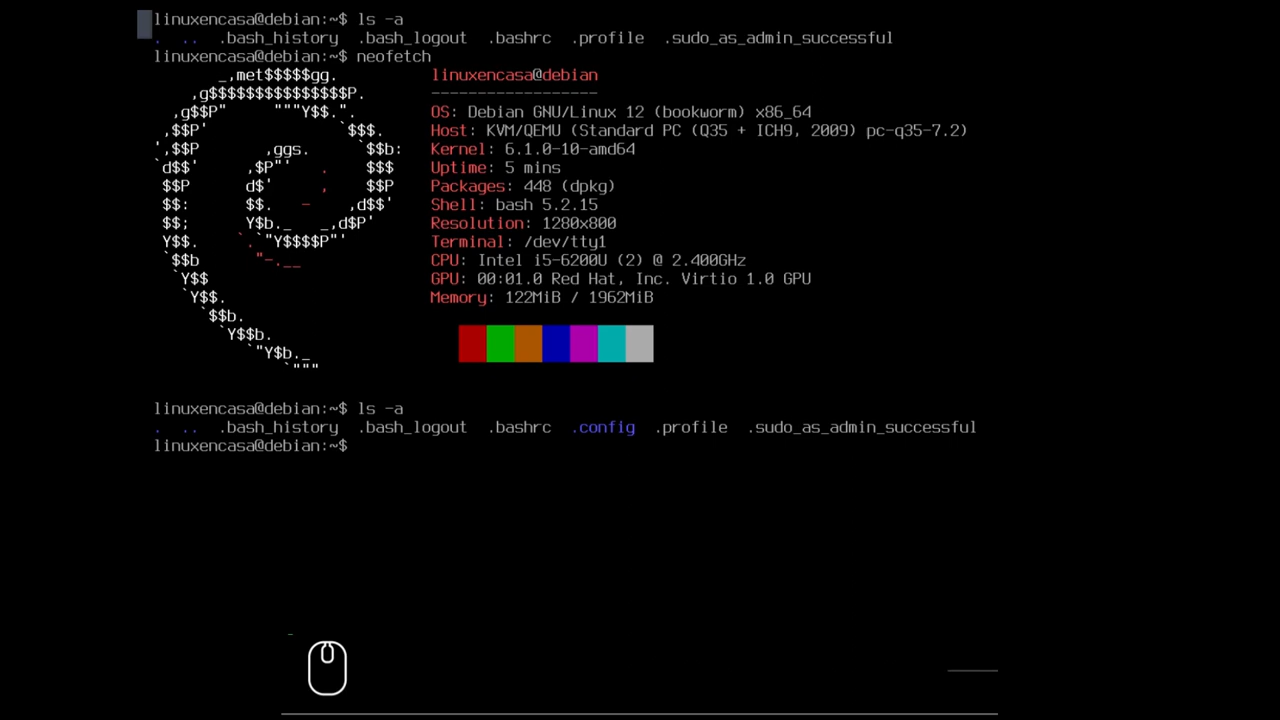 linuxencasa@debian:~$ ls -a
. .. .bash_history .bash_logout .bashrc .profile .sudo_as_admin_successful
linuxencasa@debian:~$ neofetch
_,met$$$$$gg.
,g$$$$$$$$$$$$$$$P.
,g$$P" """Y$$.".
,$$P' `$$$.
',$$P ,ggs. `$$b:
`d$$' ,$P"' . $$$
$$P d$' , $$P
$$: $$. - ,d$$'
$$; Y$b._ _,d$P'
Y$$. `.`"Y$$$$P"'
`$$b "-.__
`Y$$
`Y$$.
`$$b.
`Y$$b.
`"Y$b._
`"""
linuxencasa@debian
------------------
OS: Debian GNU/Linux 12 (bookworm) x86_64
Host: KVM/QEMU (Standard PC (Q35 + ICH9, 2009) pc-q35-7.2)
Kernel: 6.1.0-10-amd64
Uptime: 5 mins
Packages: 448 (dpkg)
Shell: bash 5.2.15
Resolution: 1280x800
Terminal: /dev/tty1
CPU: Intel i5-6200U (2) @ 2.400GHz
GPU: 00:01.0 Red Hat, Inc. Virtio 1.0 GPU
Memory: 122MiB / 1962MiB
linuxencasa@debian:~$ ls -a
. .. .bash_history .bash_logout .bashrc .config .profile .sudo_as_admin_successful
linuxencasa@debian:~$